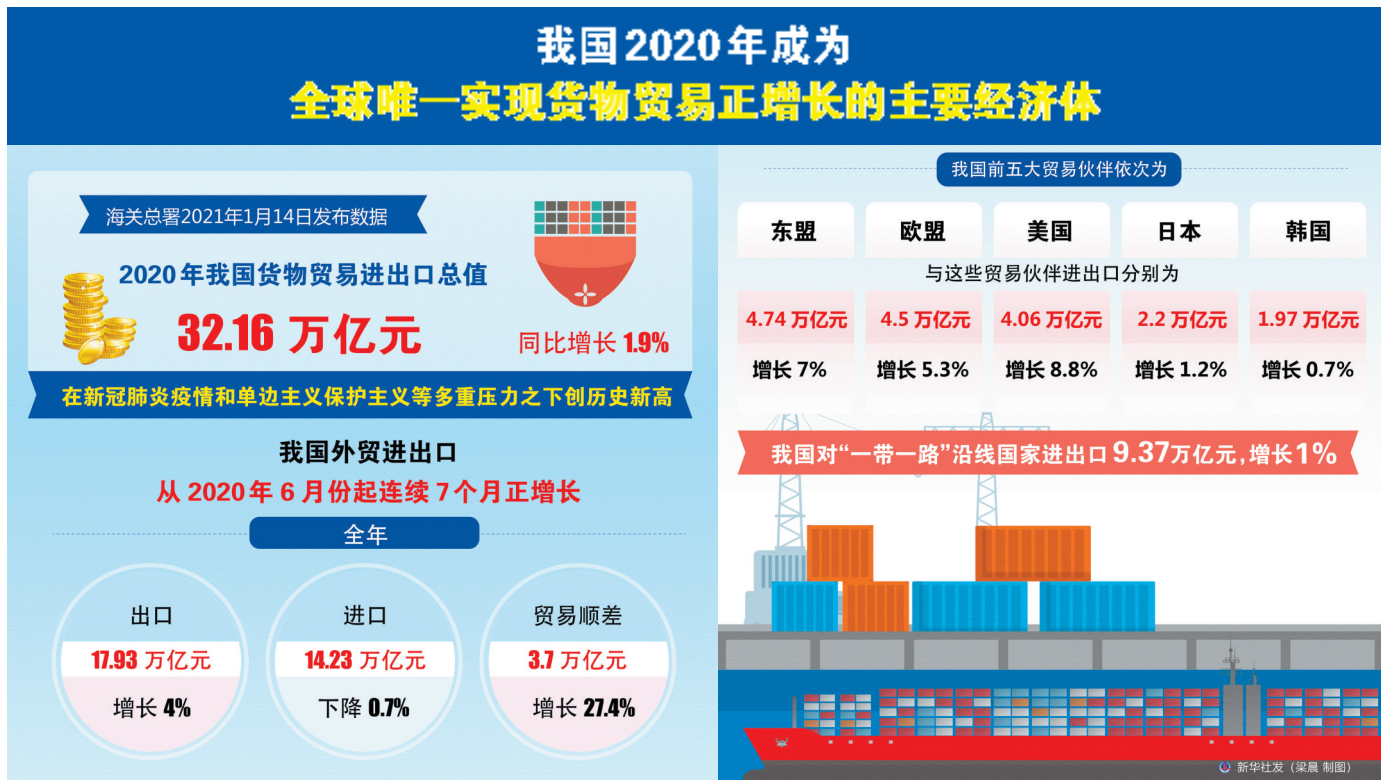 我国2020年成为
全球唯一实现货物贸易正增长的主要经济体
海关总署2021年1月14日发布数据
2020年我国货物贸易进出口总值
32.16 万亿元
同比增长 1.9%
在新冠肺炎疫情和单边主义保护主义等多重压力之下创历史新高
我国外贸进出口
从 2020 年 6 月份起连续 7 个月正增长
全年
出口
17.93 万亿元
增长 4%
进口
14.23 万亿元
下降 0.7%
贸易顺差
3.7 万亿元
增长 27.4%
我国前五大贸易伙伴依次为
东盟 欧盟 美国 日本 韩国
与这些贸易伙伴进出口分别为
4.74 万亿元 4.5 万亿元 4.06 万亿元 2.2 万亿元 1.97 万亿元
增长 7% 增长 5.3% 增长 8.8% 增长 1.2% 增长 0.7%
我国对“一带一路”沿线国家进出口 9.37万亿元,增长1%
新华社发（梁晨 制图）